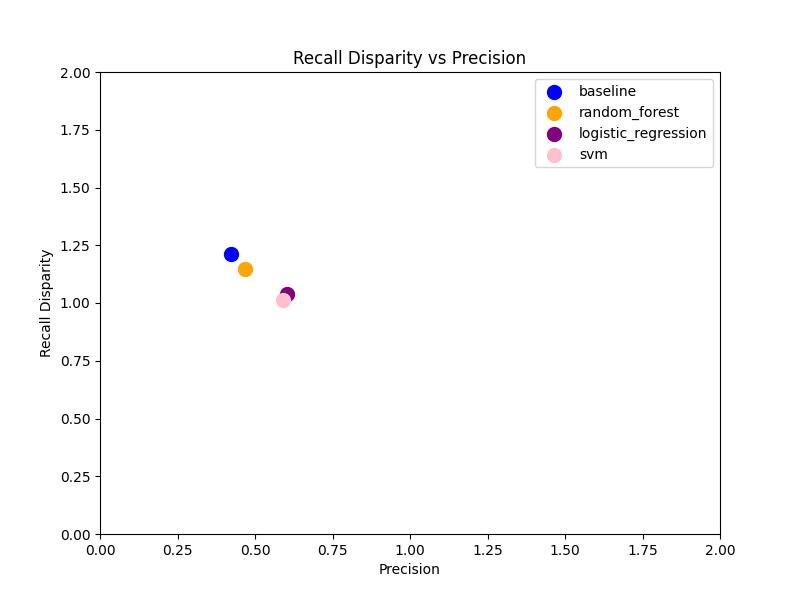 Recall Disparity vs Precision
baseline
random_forest
logistic_regression
svm
Recall Disparity
2.00
1.75
1.50
1.25
1.00
0.75
0.50
0.25
0.00
0.00 0.25 0.50 0.75 1.00 1.25 1.50 1.75 2.00
Precision